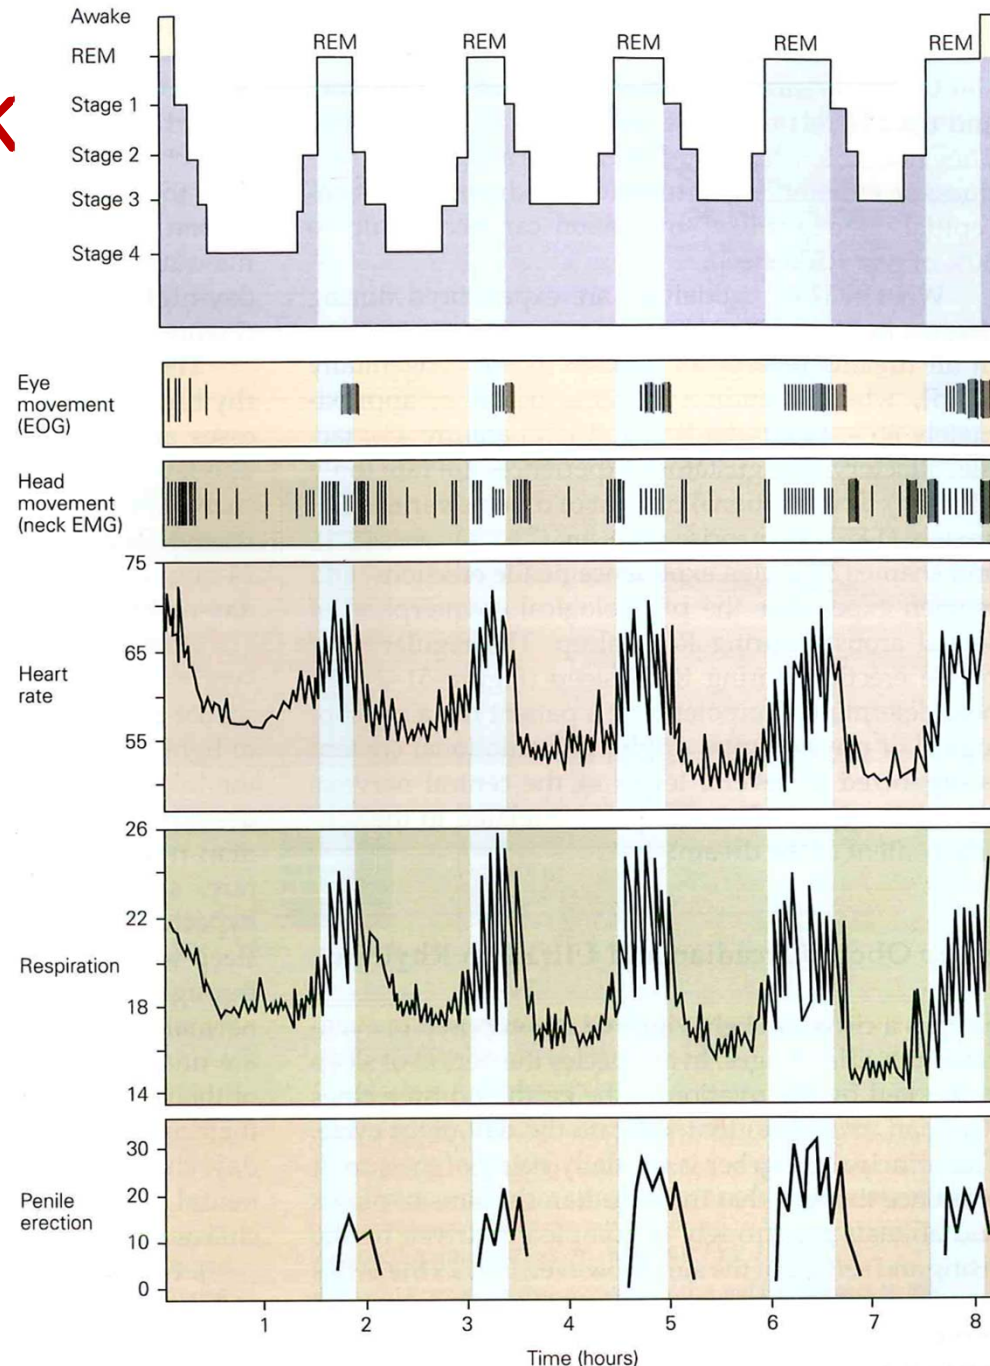 Awake
REM
REM REM REM REM REM
Stage 1
Stage 2
Stage 3
Stage 4
Eye
movement
(EOG)
Head
movement
(neck EMG)
75
65
Heart
rate
55
26
22
Respiration
18
14
30
Penile
erection
20
10
0
1 2 3 4 5 6 7 8
Time (hours)